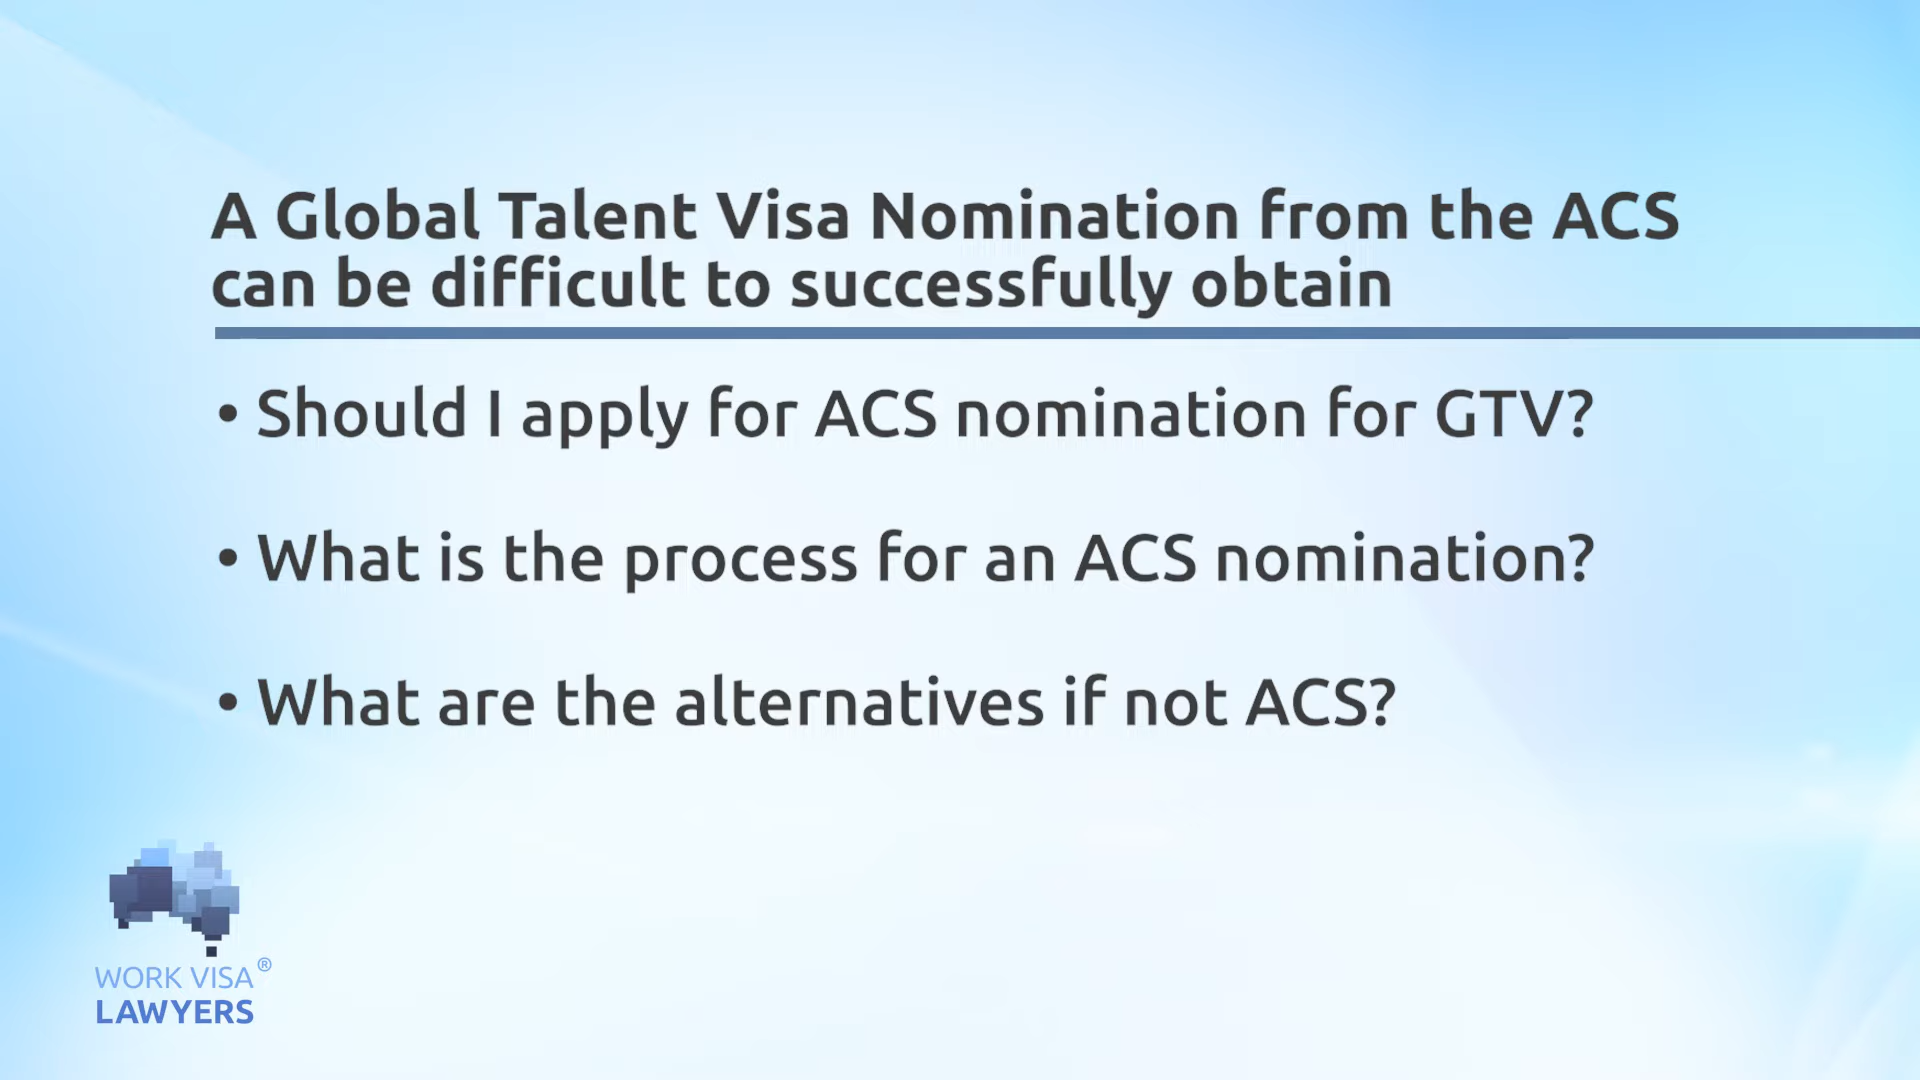 A Global Talent Visa Nomination from the ACS
can be difficult to successfully obtain
• Should I apply for ACS nomination for GTV?
• What is the process for an ACS nomination?
• What are the alternatives if not ACS?
WORK VISA®
LAWYERS